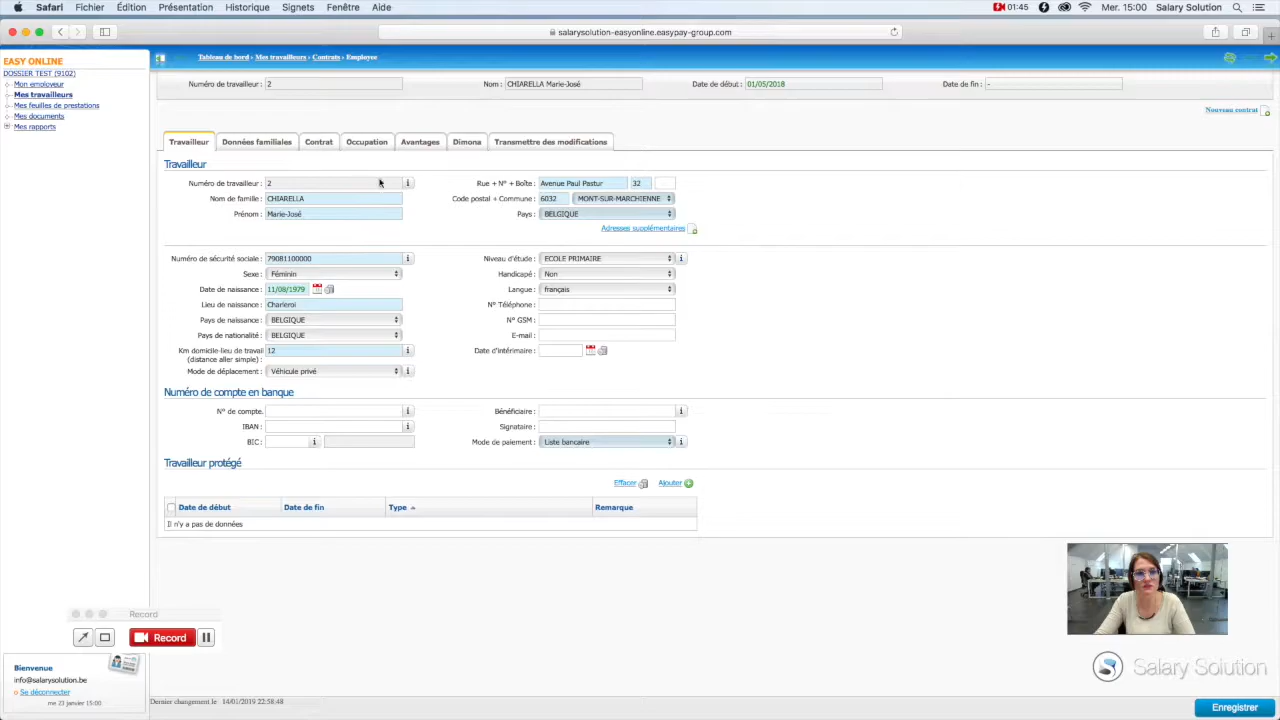 Safari Fichier Édition Présentation Historique Signets Fenêtre Aide 01:45 Mer. 15:00 Salary Solution
salarysolution-easyonline.easypay-group.com
EASY ONLINE
DOSSIER TEST (9102)
Mon employeur
Mes travailleurs
Mes feuilles de prestations
Mes documents
Mes rapports
Tableau de bord › Mes travailleurs › Contrats › Employee
Numéro de travailleur : 2 Nom : CHIARELLA Marie-José Date de début : 01/05/2018 Date de fin : -
Nouveau contrat
Travailleur Données familiales Contrat Occupation Avantages Dimona Transmettre des modifications
Travailleur
Numéro de travailleur : 2 Rue + N° + Boîte : Avenue Paul Pastur 32
Nom de famille : CHIARELLA Code postal + Commune : 6032 MONT-SUR-MARCHIENNE
Prénom : Marie-José Pays : BELGIQUE
Adresses supplémentaires
Numéro de sécurité sociale : 79081100000 Niveau d'étude : ECOLE PRIMAIRE
Sexe : Féminin Handicapé : Non
Date de naissance : 11/08/1979 Langue : français
Lieu de naissance : Charleroi N° Téléphone :
Pays de naissance : BELGIQUE N° GSM :
Pays de nationalité : BELGIQUE E-mail :
Km domicile-lieu de travail 12 Date d'intérimaire :
(distance aller simple) :
Mode de déplacement : Véhicule privé
Numéro de compte en banque
N° de compte. Bénéficiaire :
IBAN : Signataire :
BIC : Mode de paiement : Liste bancaire
Travailleur protégé
Effacer Ajouter
Date de début Date de fin Type Remarque
Il n'y a pas de données
Record
Record
Bienvenue
info@salarysolution.be
Se déconnecter
me 23 janvier 15:00
Salary Solution
Dernier changement le 14/01/2019 22:58:48
Enregistrer